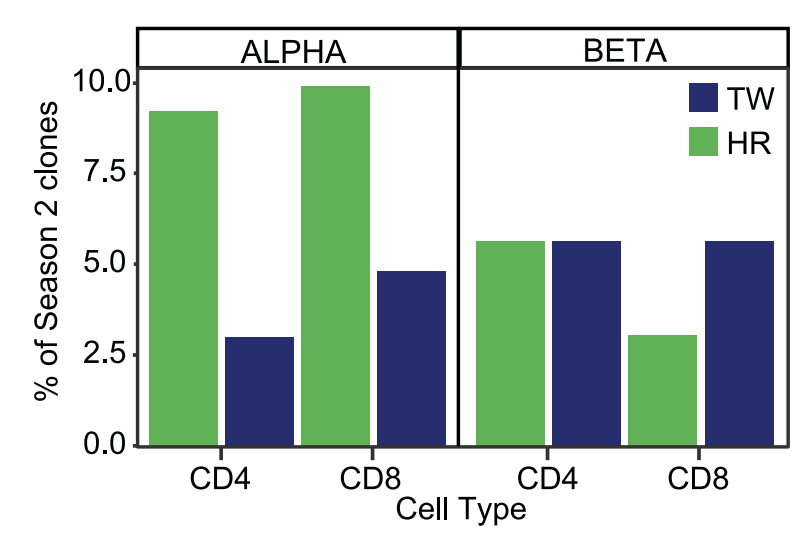 ALPHA
BETA
% of Season 2 clones
10.0
7.5
5.0
2.5
0.0
TW
HR
CD4
CD8
CD4
CD8
Cell Type